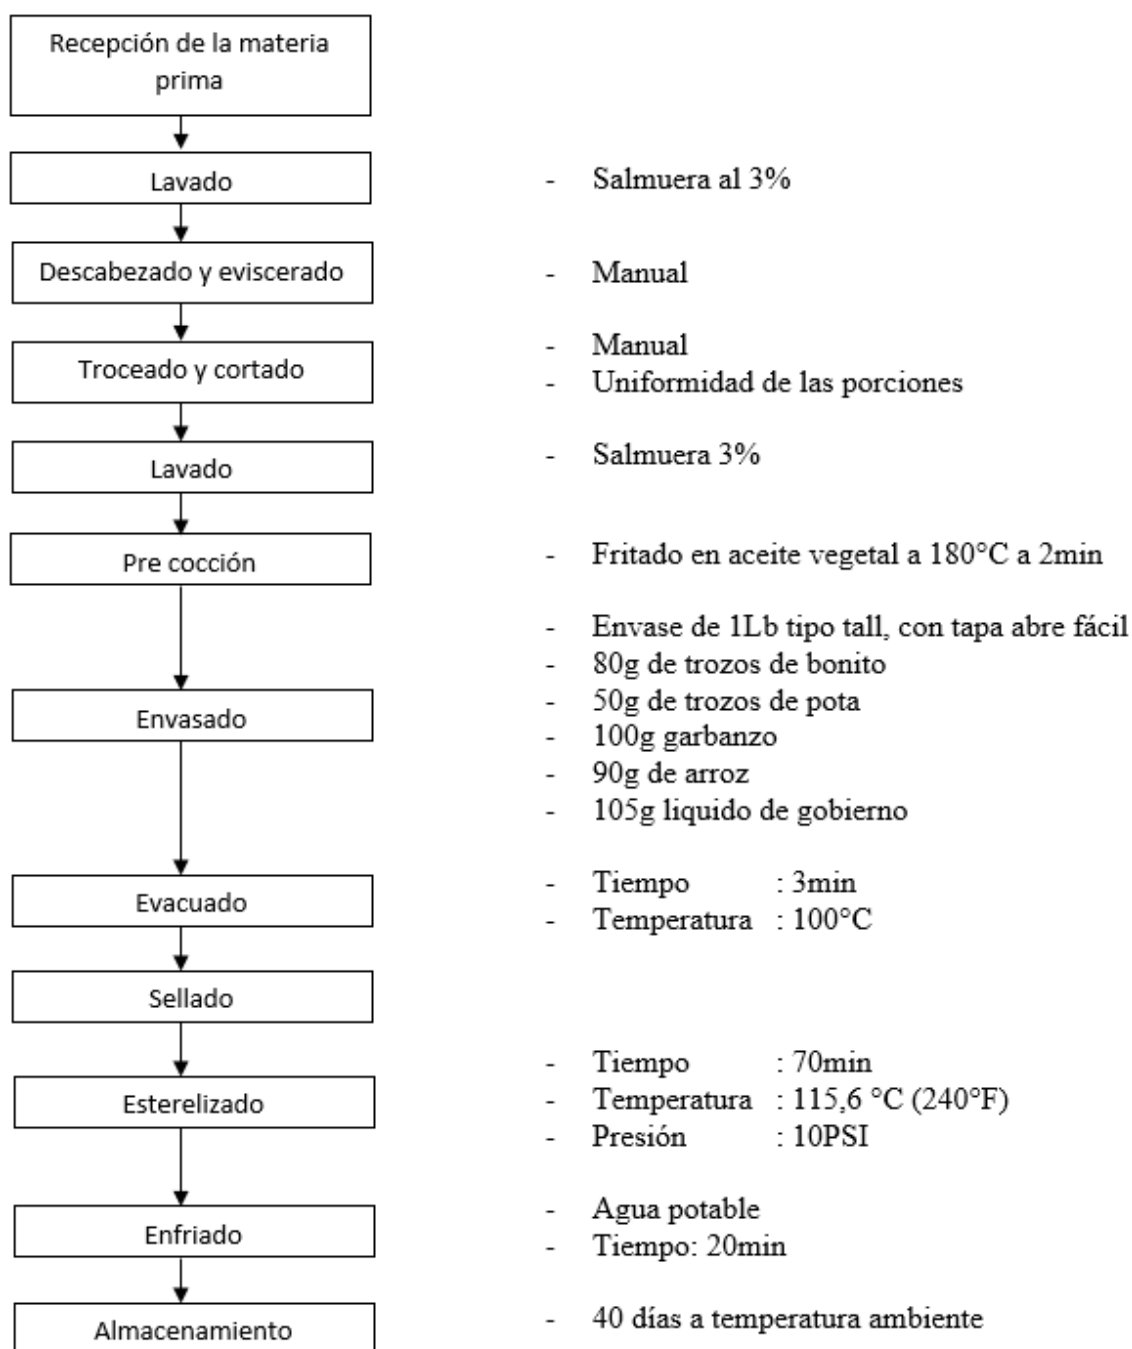 Recepción de la materia
prima
Lavado
- Salmuera al 3%
Descabezado y eviscerado
- Manual
Troceado y cortado
- Manual
- Uniformidad de las porciones
Lavado
- Salmuera 3%
Pre cocción
- Fritado en aceite vegetal a 180°C a 2min
Envasado
- Envase de 1Lb tipo tall, con tapa abre fácil
- 80g de trozos de bonito
- 50g de trozos de pota
- 100g garbanzo
- 90g de arroz
- 105g liquido de gobierno
Evacuado
- Tiempo : 3min
- Temperatura : 100°C
Sellado
Esterelizado
- Tiempo : 70min
- Temperatura : 115,6 °C (240°F)
- Presión : 10PSI
Enfriado
- Agua potable
- Tiempo: 20min
Almacenamiento
- 40 días a temperatura ambiente